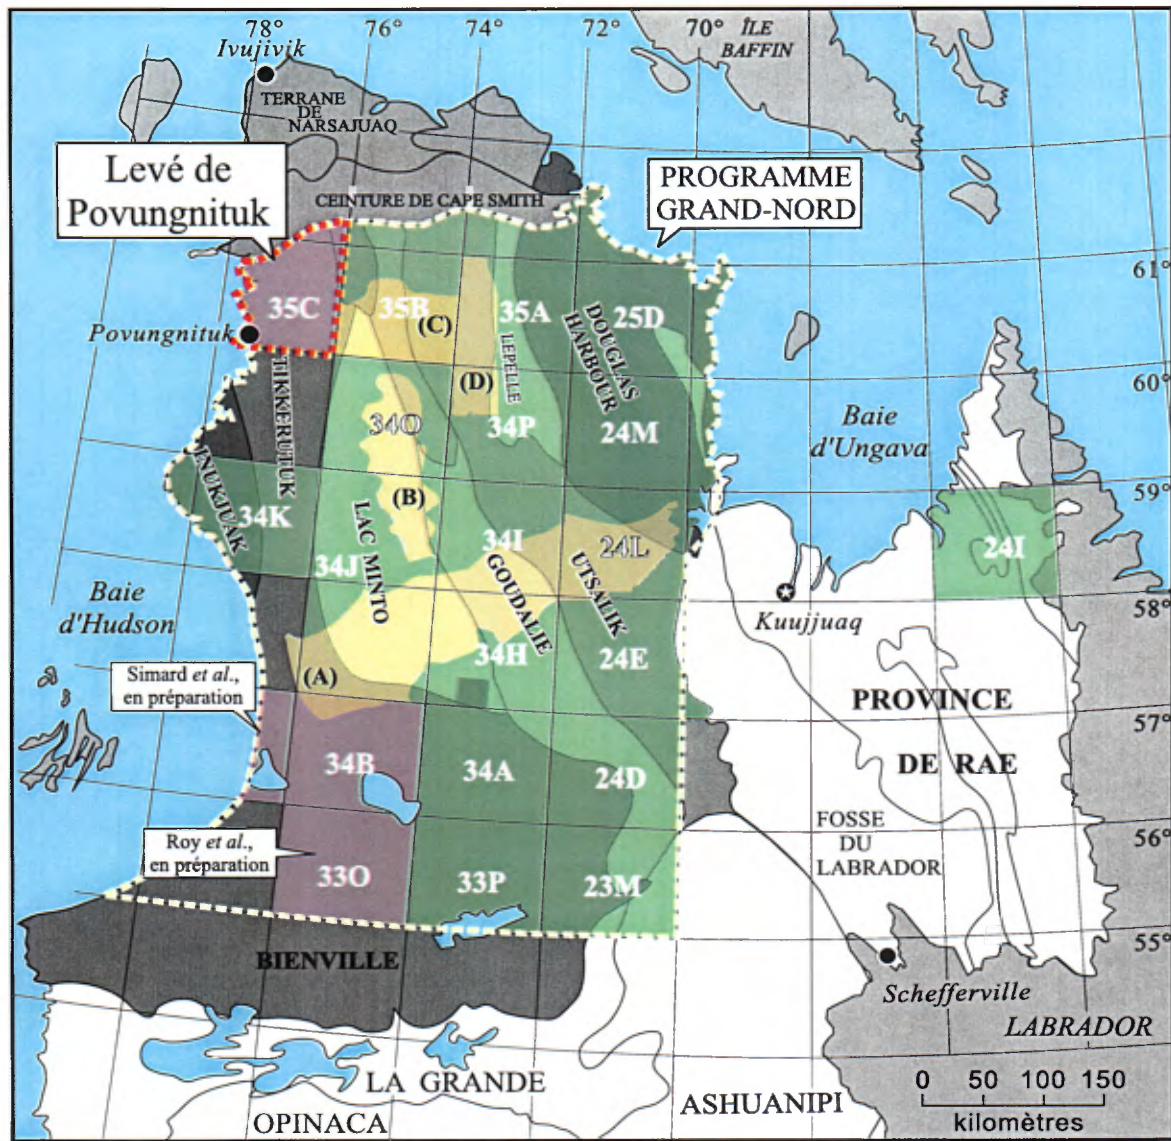 78°
76°
74°
72°
70°
ÎLE
BAFFIN
Ivujivik
TERRANE
DE
NARSAJUAQ
Levé de
Povungnituk
CEINTURE DE CAPE SMITH
PROGRAMME
GRAND-NORD
61°
35C
35B
(C)
35A
25D
DOUGLAS
HARBOUR
LEPELLE
Povungnituk
TIKKERUTUK
(D)
60°
34O
34P
24M
Baie
d'Ungava
INUKJUAK
34K
(B)
59°
LAC MINTO
34J
34I
24L
24I
GOUDALIE
UTSALIK
58°
Baie
d'Hudson
Kuujjuaq
34H
24E
Simard et al.,
en préparation
(A)
PROVINCE
DE RAE
57°
34B
34A
24D
56°
FOSSE
DU
LABRADOR
Roy et al.,
en préparation
33O
33P
23M
55°
BIENVILLE
Schefferville
LABRADOR
LA GRANDE
OPINACA
ASHUANIPI
0 50 100 150
kilomètres